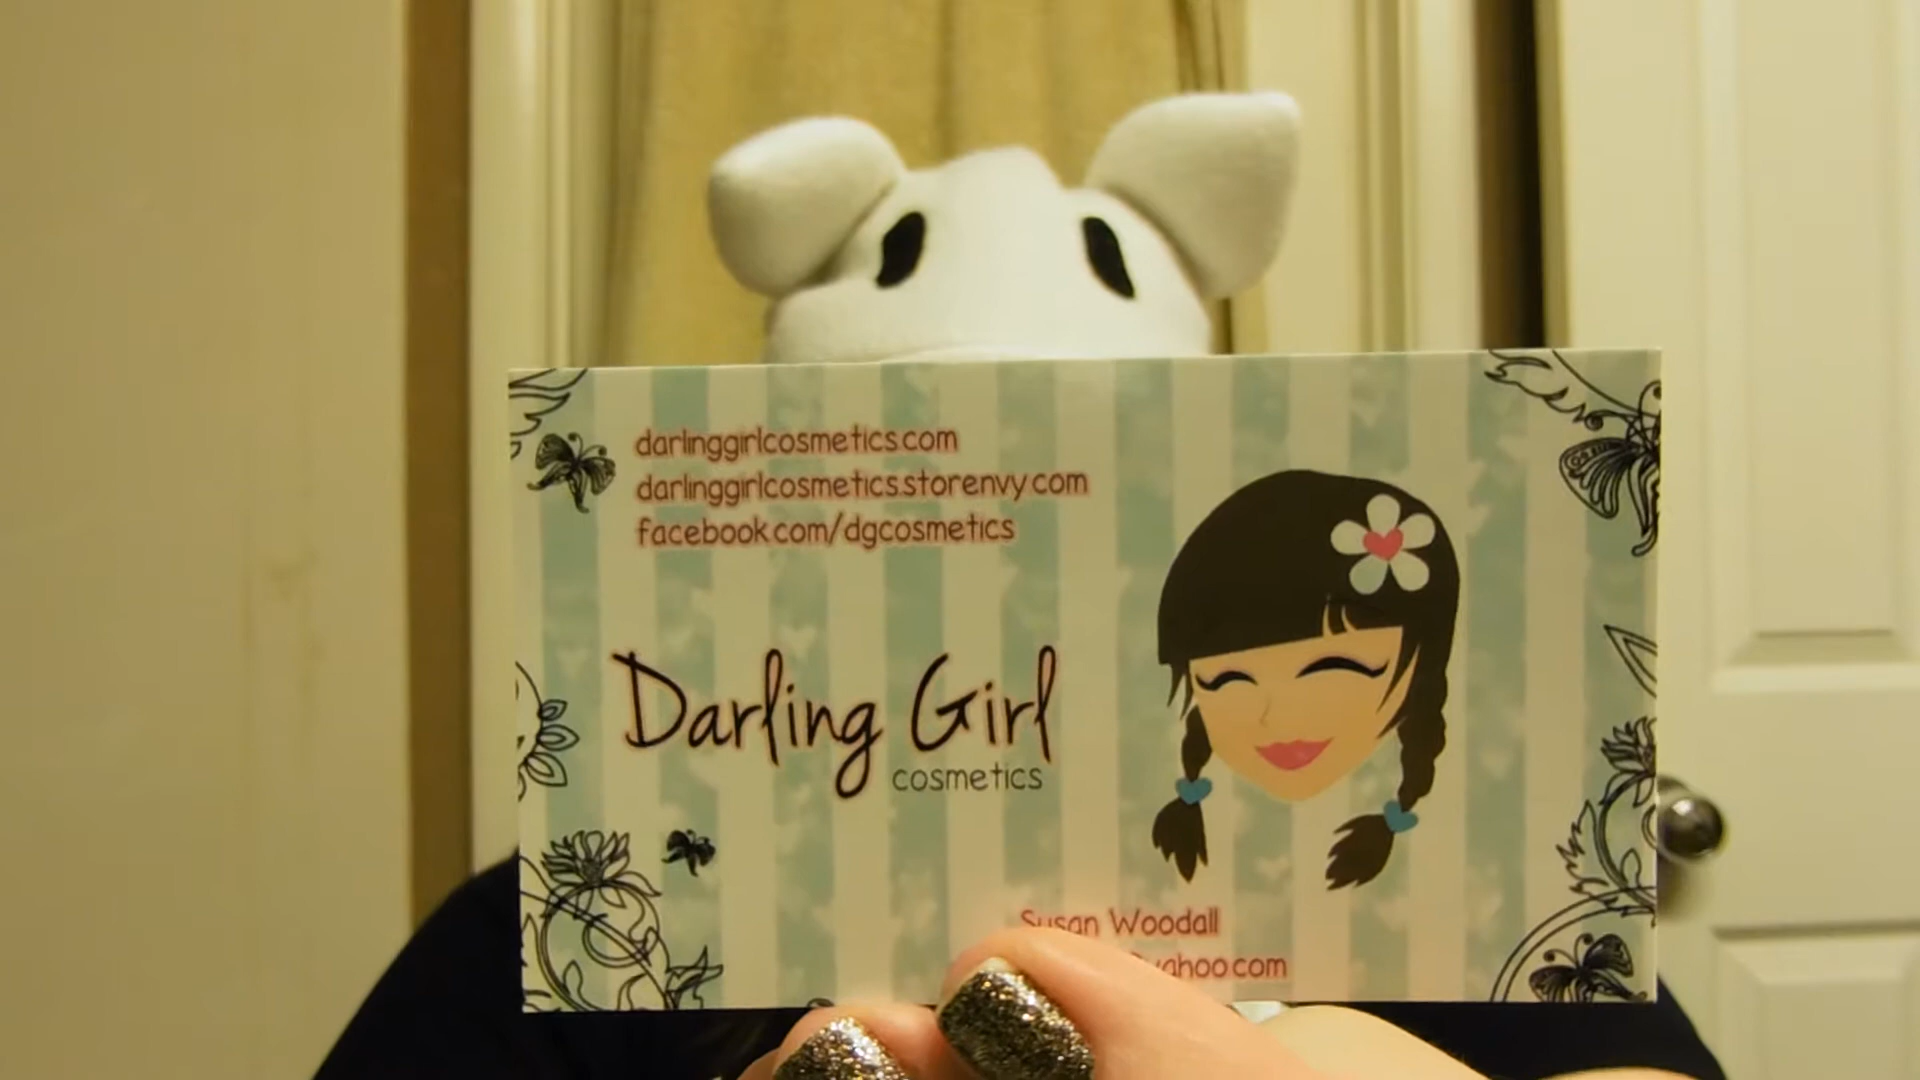 darlinggirlcosmetics.com
darlinggirlcosmetics.storenvy.com
facebook.com/dgcosmetics
Darling Girl
cosmetics
Susan Woodall
@yahoo.com